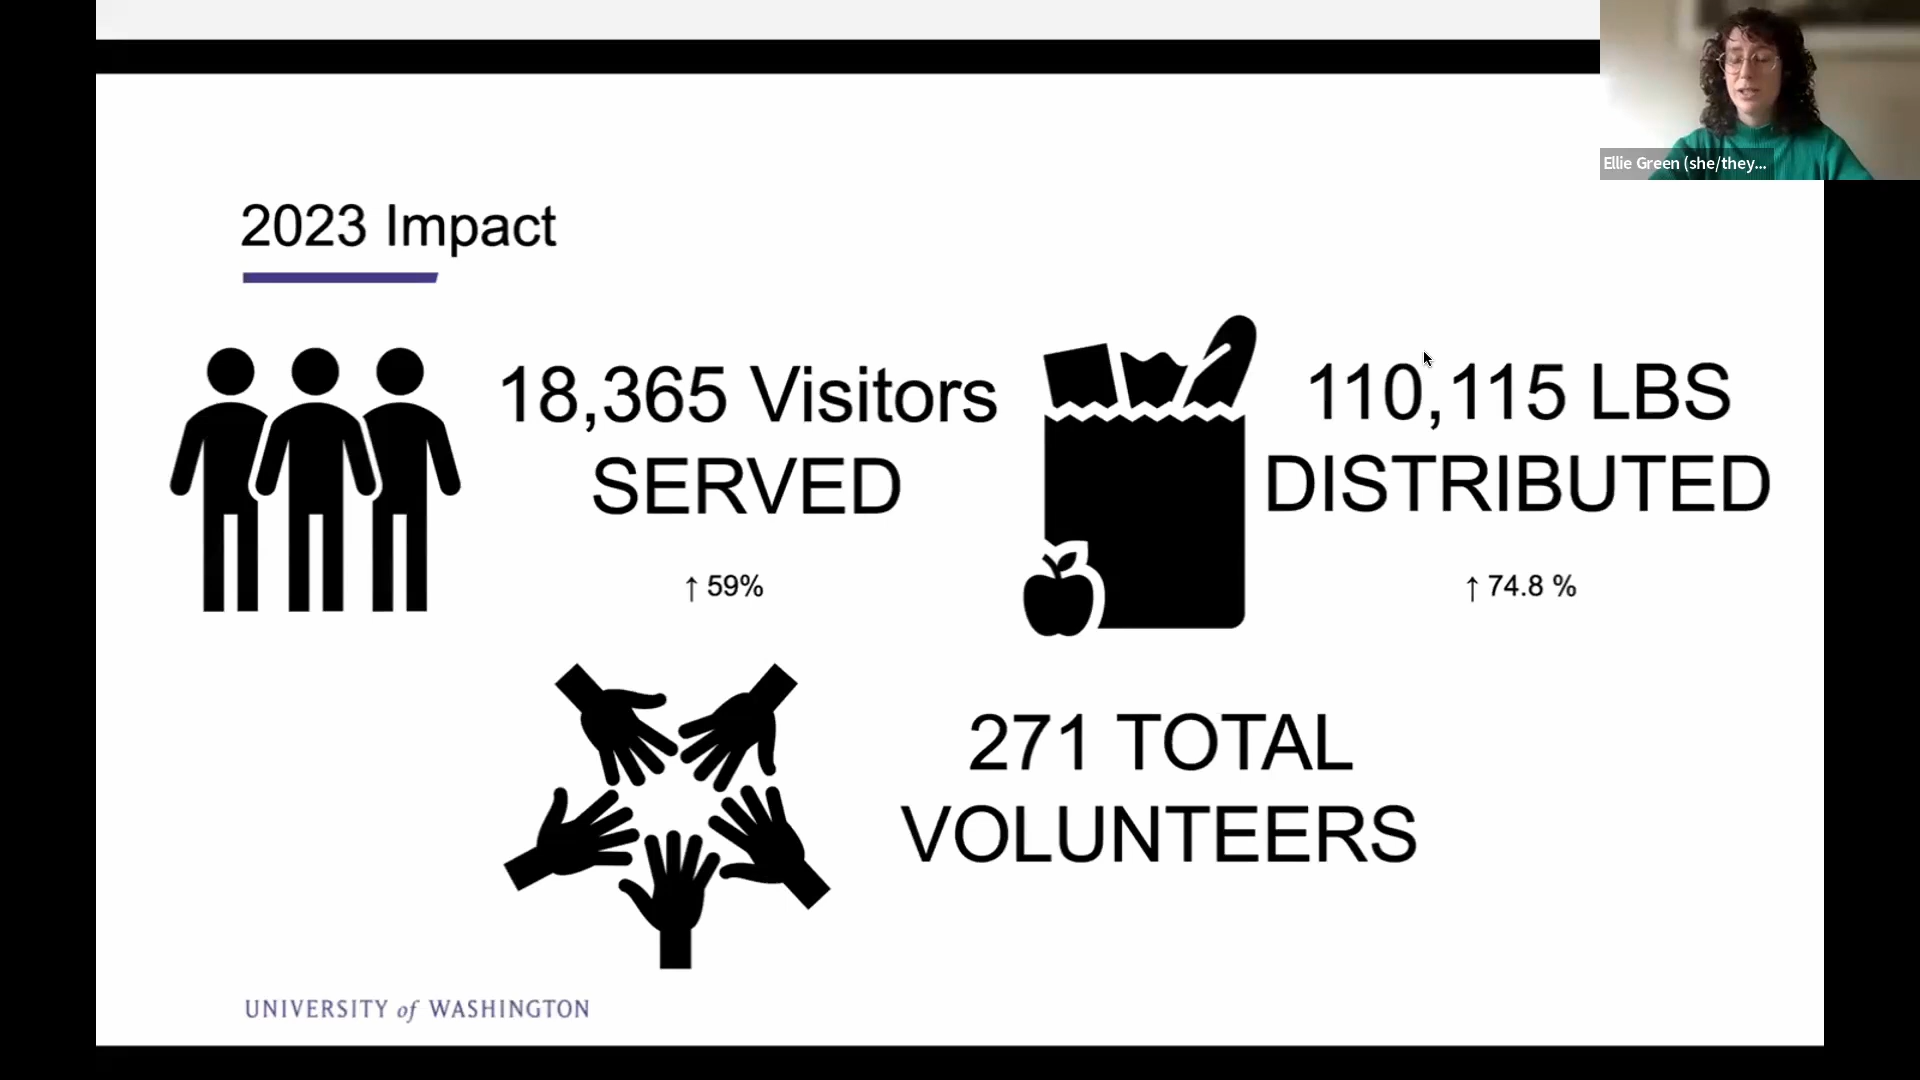 Ellie Green (she/they...
2023 Impact
18,365 Visitors
SERVED
↑ 59%
110,115 LBS
DISTRIBUTED
↑ 74.8 %
271 TOTAL
VOLUNTEERS
UNIVERSITY of WASHINGTON